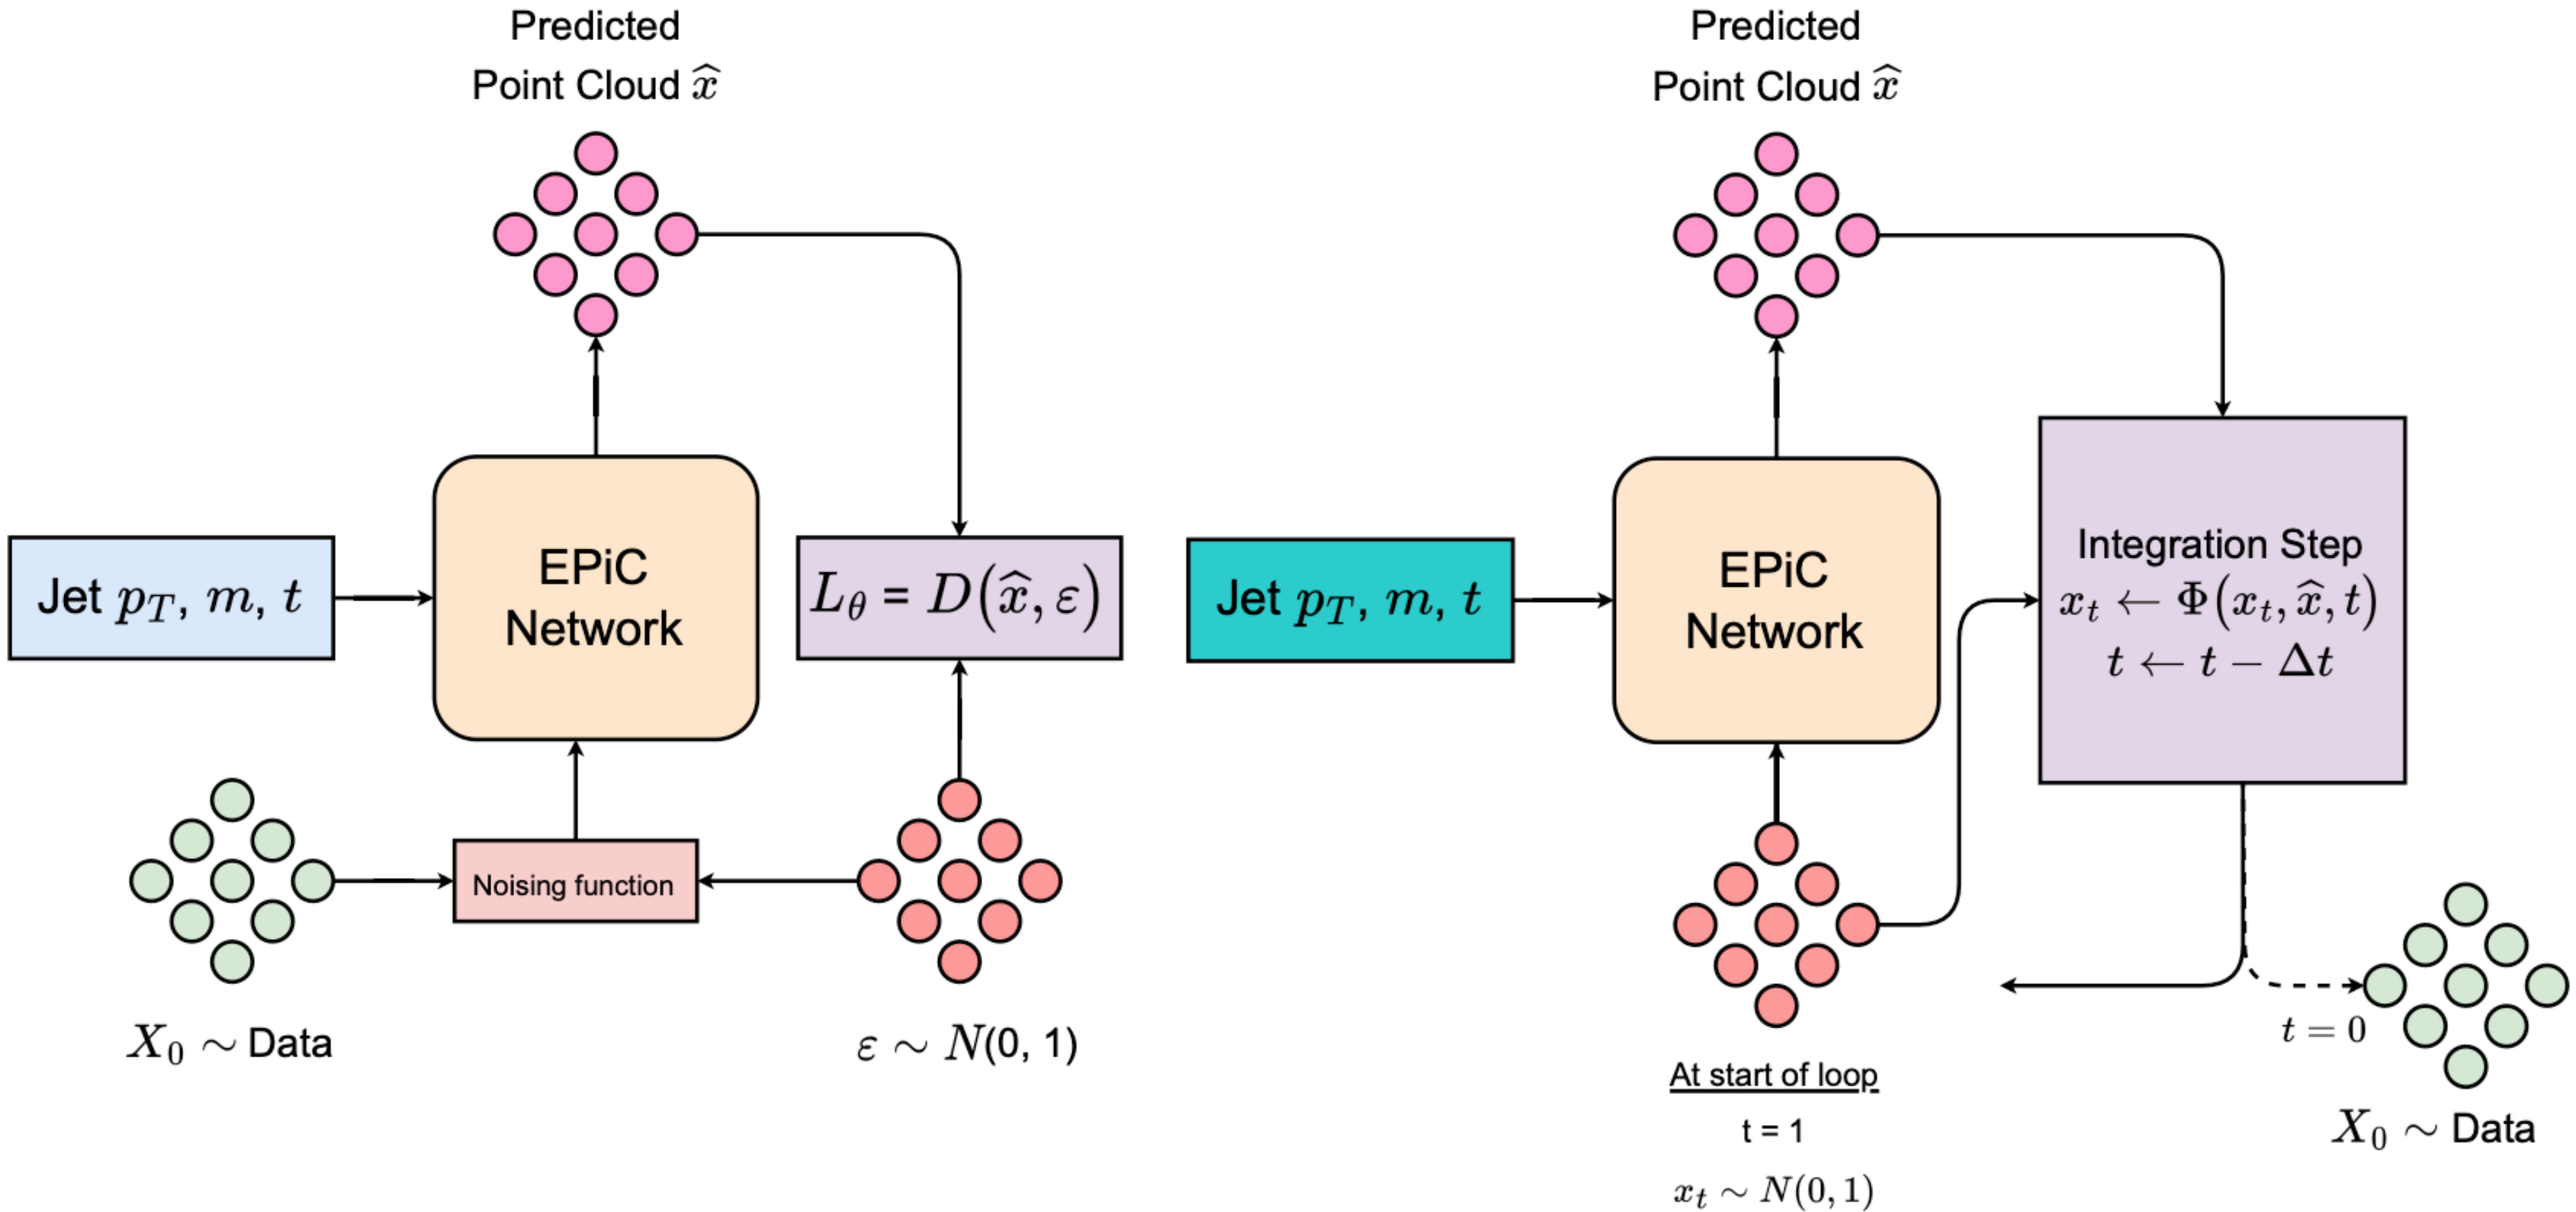 Predicted
Point Cloud x̂
EPiC
Network
Jet p_T, m, t
L_θ = D(x̂, ε)
Noising function
X_0 ∼ Data
ε ∼ N(0, 1)
Predicted
Point Cloud x̂
EPiC
Network
Jet p_T, m, t
Integration Step
x_t ← Φ(x_t, x̂, t)
t ← t − Δt
At start of loop
t = 1
x_t ∼ N(0, 1)
t = 0
X_0 ∼ Data